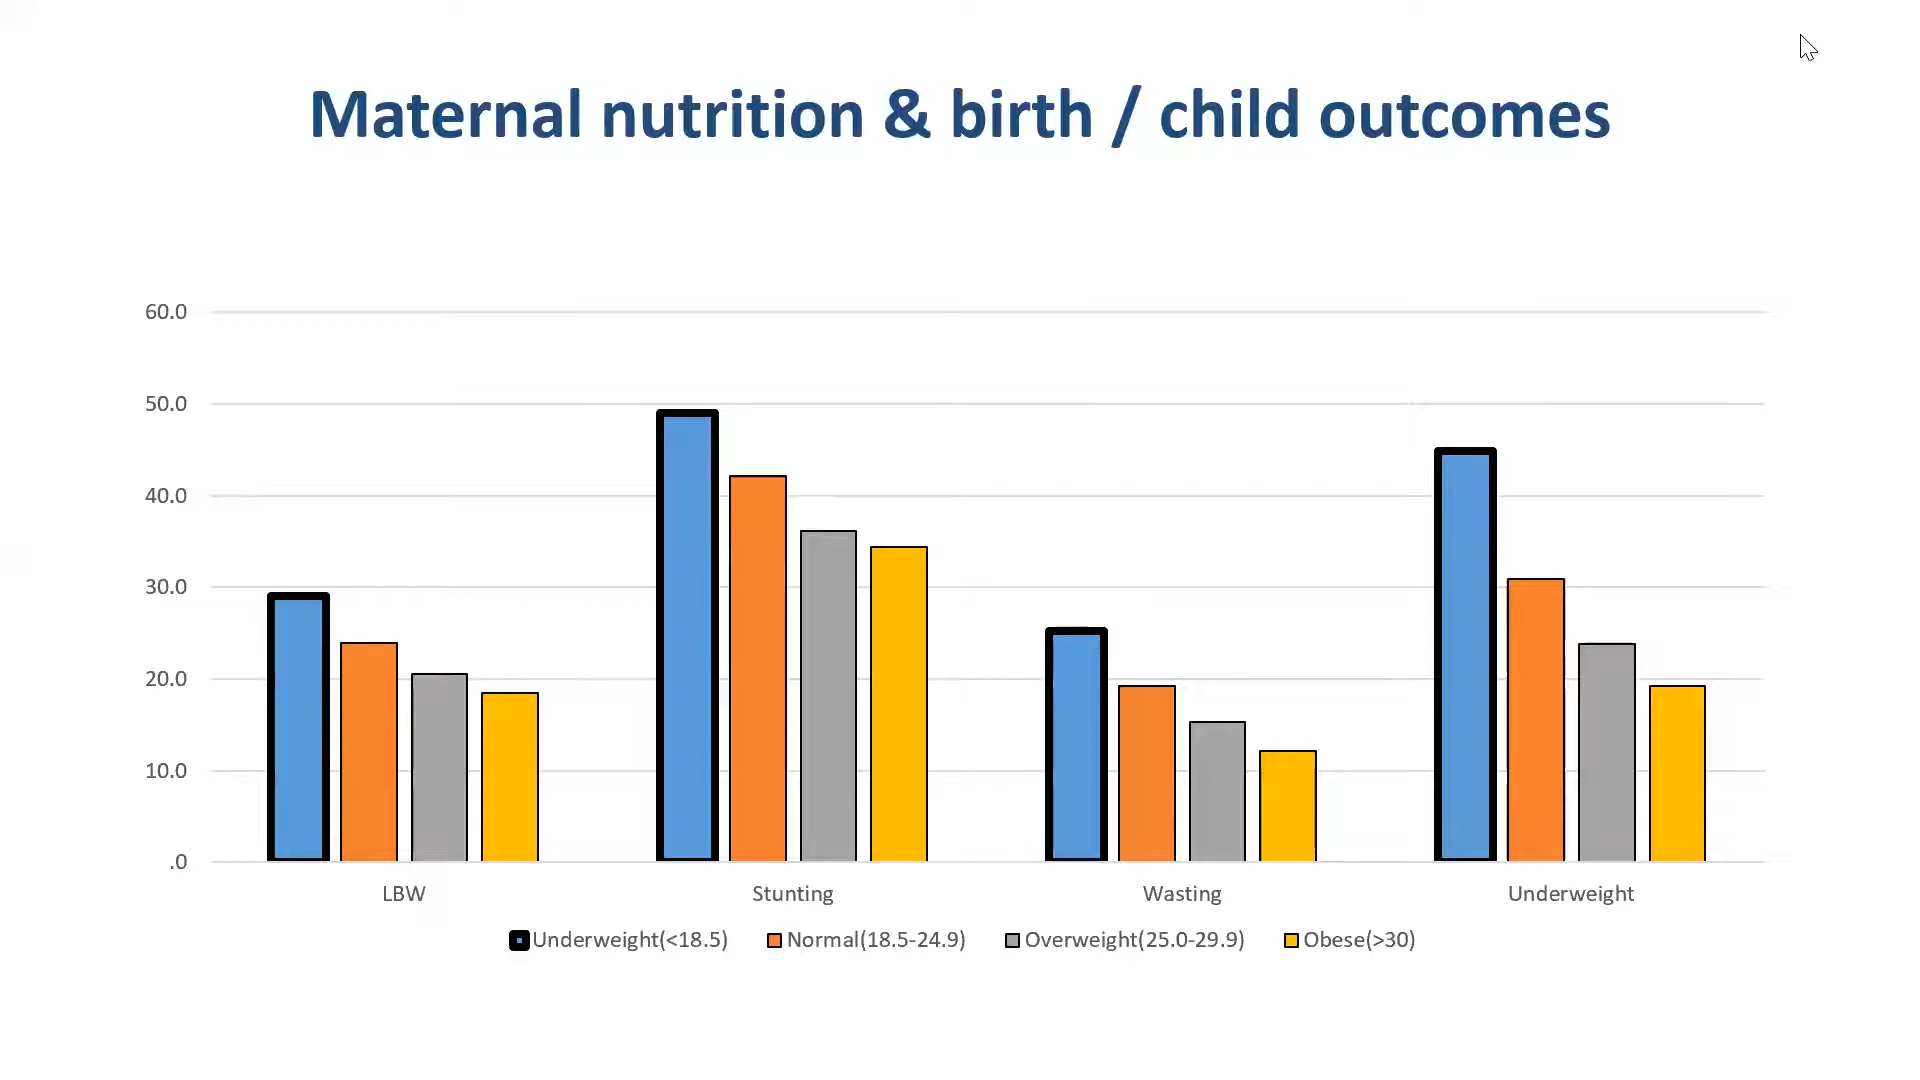 Maternal nutrition & birth / child outcomes
60.0
50.0
40.0
30.0
20.0
10.0
.0
LBW Stunting Wasting Underweight
Underweight(<18.5) Normal(18.5-24.9) Overweight(25.0-29.9) Obese(>30)